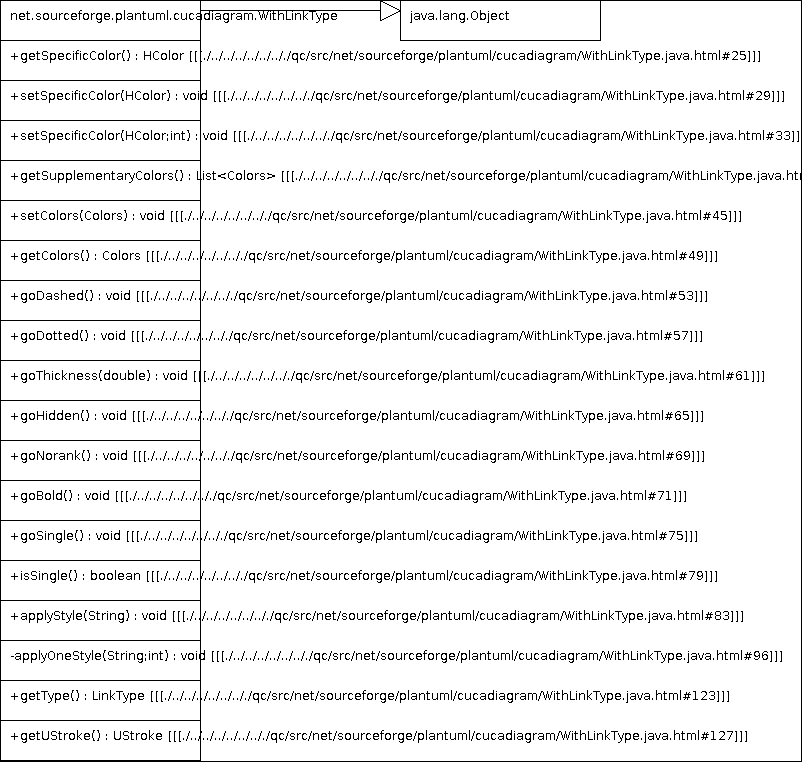 net.sourceforge.plantuml.cucadiagram.WithLinkType
java.lang.Object
+getSpecificColor() : HColor [[[./../../../../../../../qc/src/net/sourceforge/plantuml/cucadiagram/WithLinkType.java.html#25]]]
+setSpecificColor(HColor) : void [[[./../../../../../../../qc/src/net/sourceforge/plantuml/cucadiagram/WithLinkType.java.html#29]]]
+setSpecificColor(HColor;int) : void [[[./../../../../../../../qc/src/net/sourceforge/plantuml/cucadiagram/WithLinkType.java.html#33]]
+getSupplementaryColors() : List<Colors> [[[./../../../../../../../qc/src/net/sourceforge/plantuml/cucadiagram/WithLinkType.java.ht
+setColors(Colors) : void [[[./../../../../../../../qc/src/net/sourceforge/plantuml/cucadiagram/WithLinkType.java.html#45]]]
+getColors() : Colors [[[./../../../../../../../qc/src/net/sourceforge/plantuml/cucadiagram/WithLinkType.java.html#49]]]
+goDashed() : void [[[./../../../../../../../qc/src/net/sourceforge/plantuml/cucadiagram/WithLinkType.java.html#53]]]
+goDotted() : void [[[./../../../../../../../qc/src/net/sourceforge/plantuml/cucadiagram/WithLinkType.java.html#57]]]
+goThickness(double) : void [[[./../../../../../../../qc/src/net/sourceforge/plantuml/cucadiagram/WithLinkType.java.html#61]]]
+goHidden() : void [[[./../../../../../../../qc/src/net/sourceforge/plantuml/cucadiagram/WithLinkType.java.html#65]]]
+goNorank() : void [[[./../../../../../../../qc/src/net/sourceforge/plantuml/cucadiagram/WithLinkType.java.html#69]]]
+goBold() : void [[[./../../../../../../../qc/src/net/sourceforge/plantuml/cucadiagram/WithLinkType.java.html#71]]]
+goSingle() : void [[[./../../../../../../../qc/src/net/sourceforge/plantuml/cucadiagram/WithLinkType.java.html#75]]]
+isSingle() : boolean [[[./../../../../../../../qc/src/net/sourceforge/plantuml/cucadiagram/WithLinkType.java.html#79]]]
+applyStyle(String) : void [[[./../../../../../../../qc/src/net/sourceforge/plantuml/cucadiagram/WithLinkType.java.html#83]]]
-applyOneStyle(String;int) : void [[[./../../../../../../../qc/src/net/sourceforge/plantuml/cucadiagram/WithLinkType.java.html#96]]]
+getType() : LinkType [[[./../../../../../../../qc/src/net/sourceforge/plantuml/cucadiagram/WithLinkType.java.html#123]]]
+getUStroke() : UStroke [[[./../../../../../../../qc/src/net/sourceforge/plantuml/cucadiagram/WithLinkType.java.html#127]]]